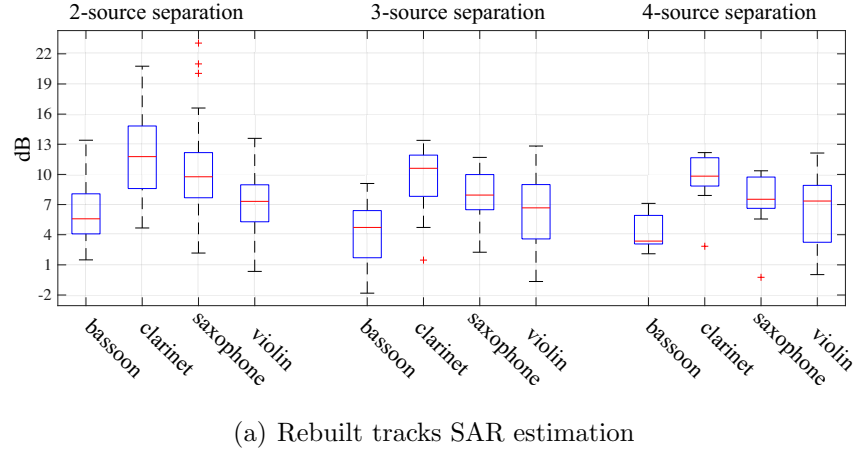 2-source separation 3-source separation 4-source separation
22
19
16
13
10
7
4
1
-2
dB
bassoon clarinet saxophone violin bassoon clarinet saxophone violin bassoon clarinet saxophone violin
(a) Rebuilt tracks SAR estimation